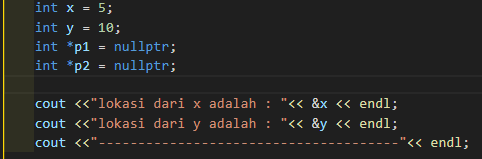 int x = 5;
int y = 10;
int *p1 = nullptr;
int *p2 = nullptr;
cout <<"lokasi dari x adalah : "<< &x << endl;
cout <<"lokasi dari y adalah : "<< &y << endl;
cout <<"---------------------------------------"<< endl;